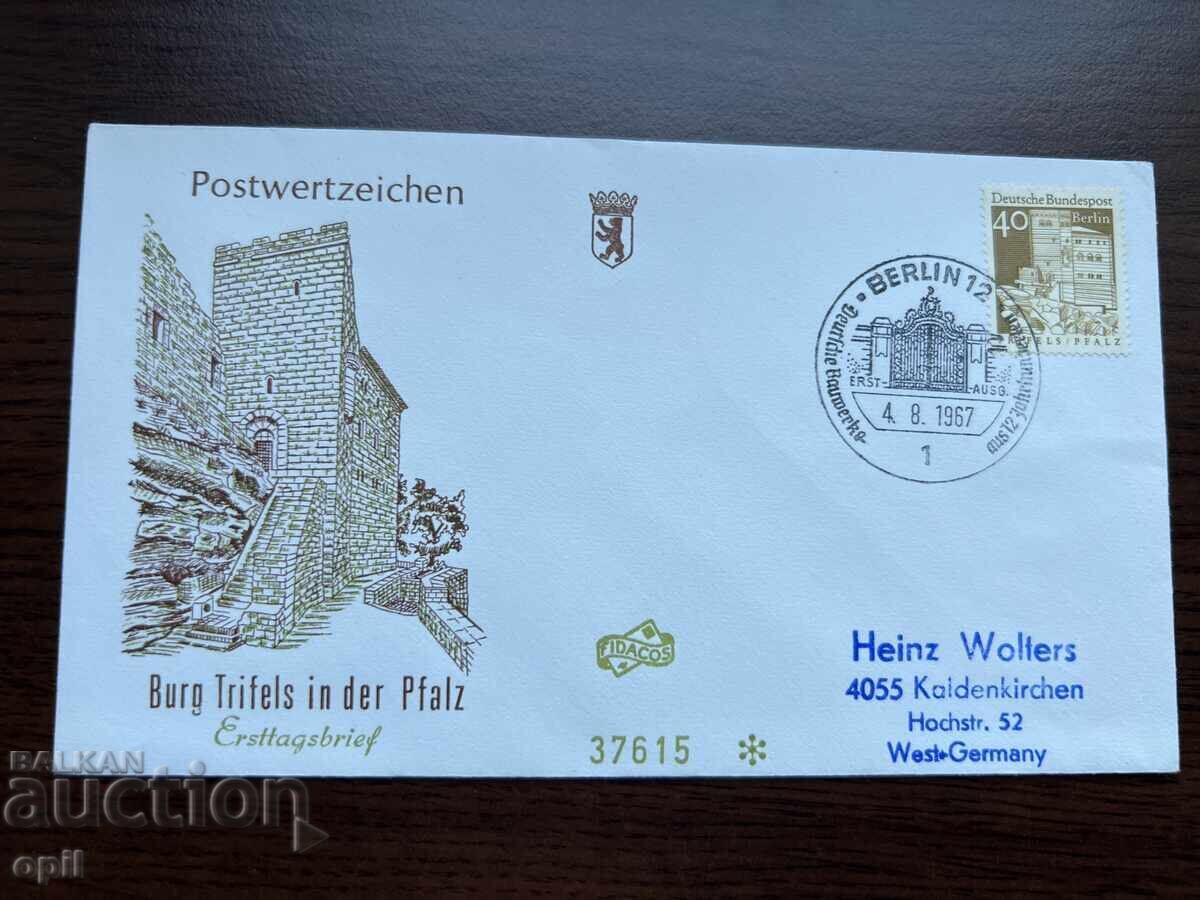 Postwertzeichen
Deutsche Bundespost
40 Berlin
TRIFELS/PFALZ
BERLIN 12
Deutsche Bauwerke aus 12 Jahrhunderten
ERST- AUSG.
4. 8. 1967
1
FIDACOS
Burg Trifels in der Pfalz
Ersttagsbrief
37615 *
Heinz Wolters
4055 Kaldenkirchen
Hochstr. 52
West-Germany
BALKAN
auction
opil